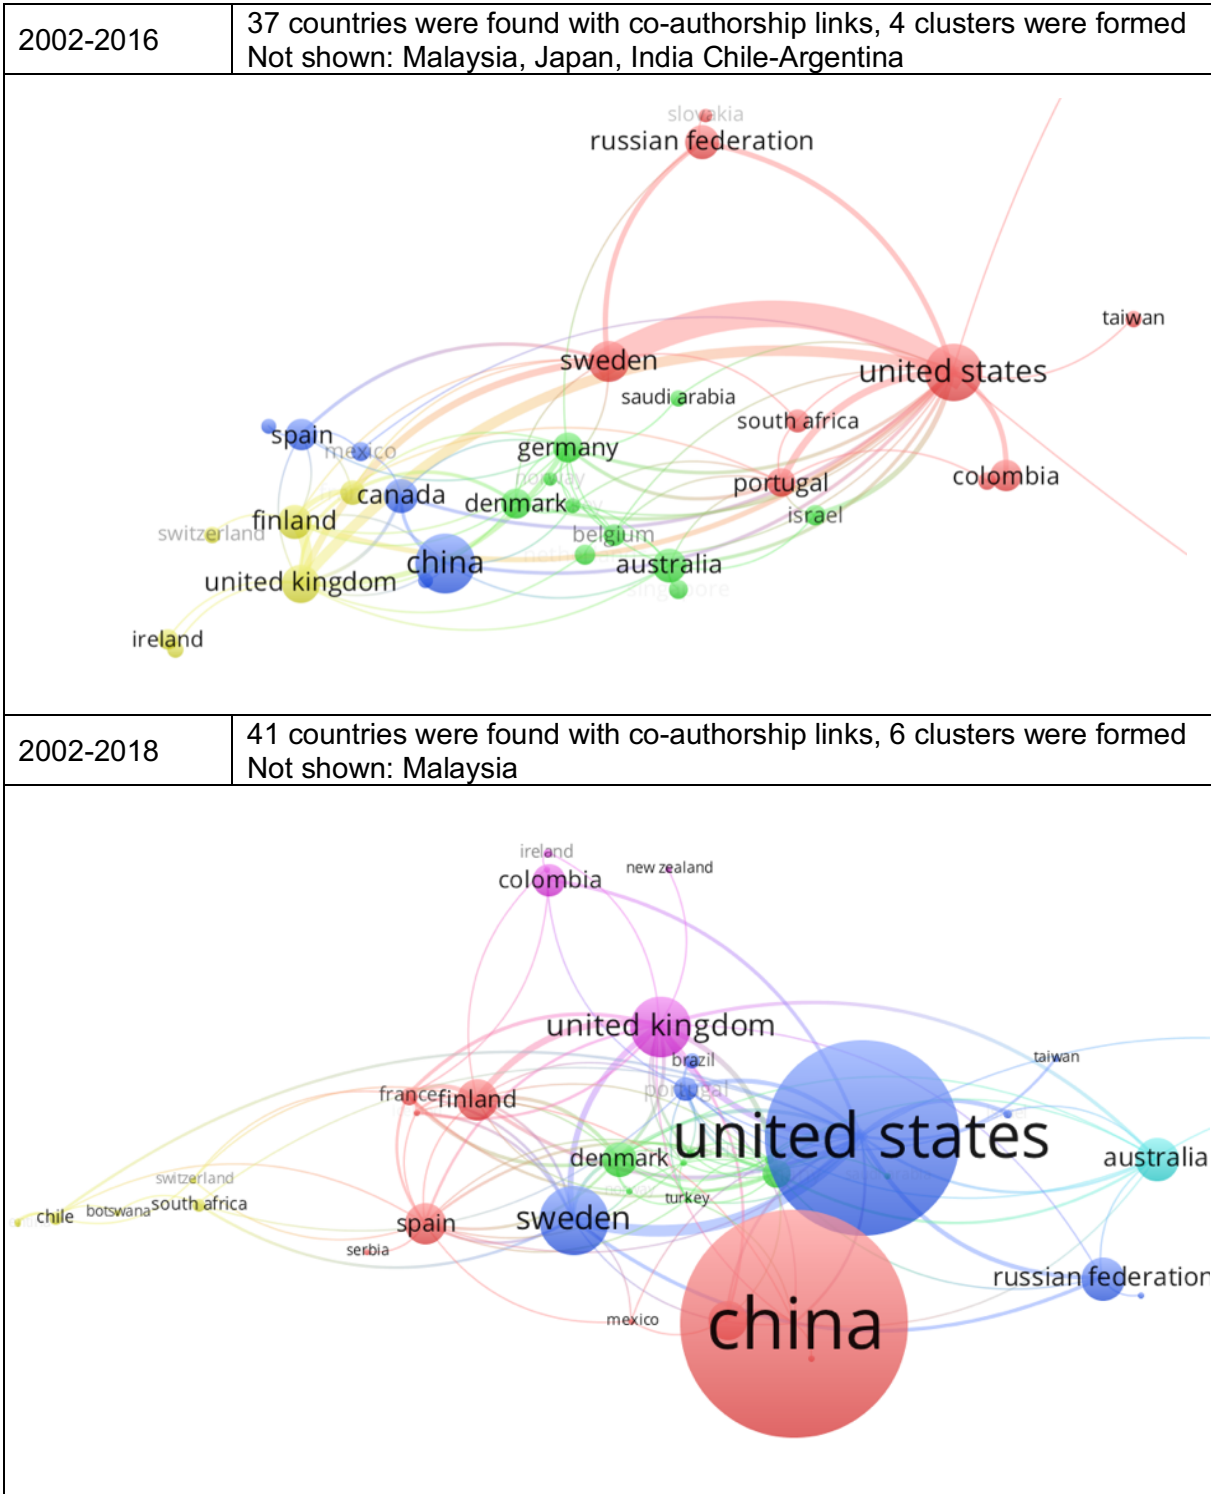 2002-2016
37 countries were found with co-authorship links, 4 clusters were formed
Not shown: Malaysia, Japan, India Chile-Argentina
slovakia
russian federation
taiwan
sweden
united states
saudi arabia
south africa
spain
mexico
germany
norway
portugal
colombia
canada
denmark
israel
finland
switzerland
belgium
china
australia
united kingdom
singapore
ireland
2002-2018
41 countries were found with co-authorship links, 6 clusters were formed
Not shown: Malaysia
ireland
colombia
new zealand
united kingdom
brazil
taiwan
portugal
france
finland
united states
denmark
australia
switzerland
turkey
south africa
botswana
chile
spain
sweden
serbia
russian federation
mexico
china